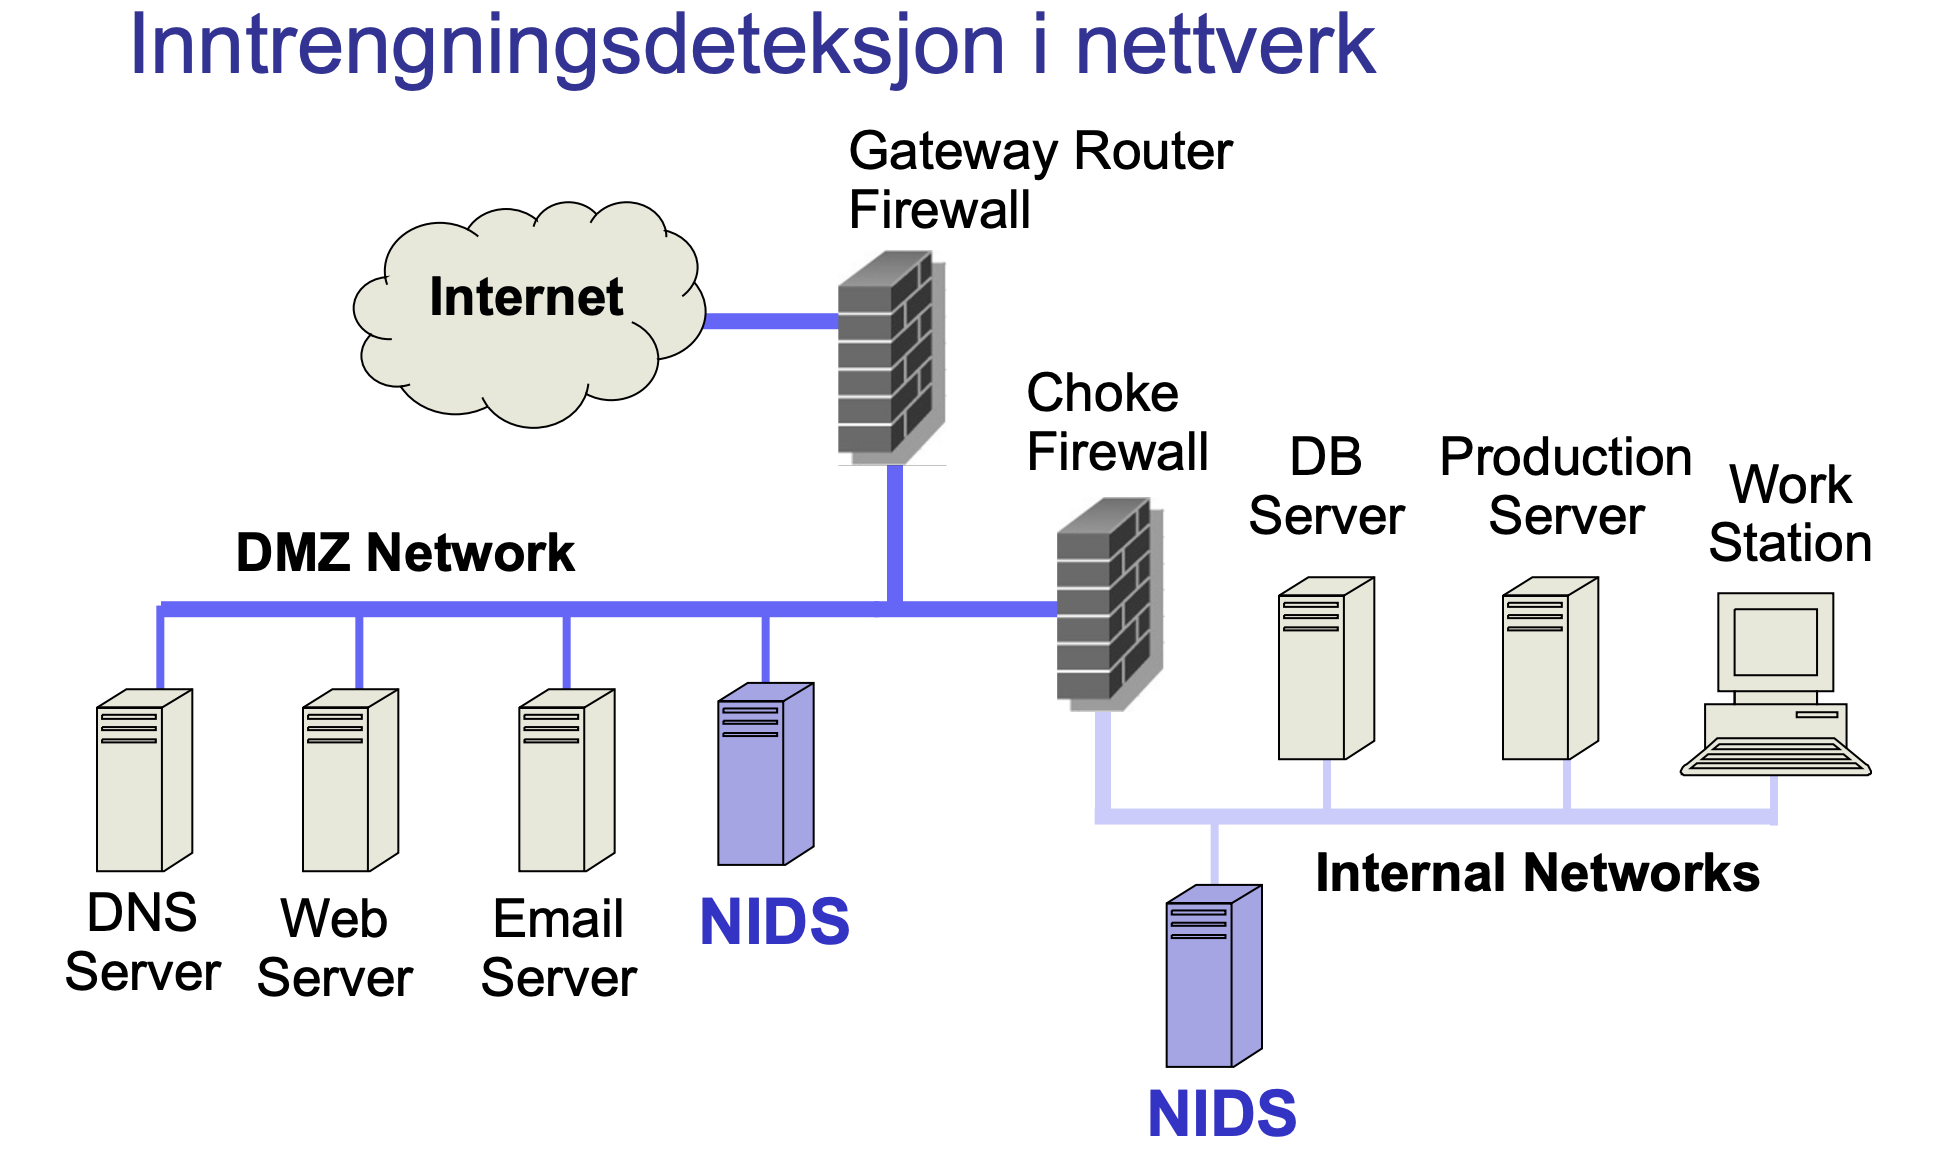 Inntrengningsdeteksjon i nettverk
Gateway Router
Firewall
Internet
Choke
Firewall
DB
Server
Production
Server
Work
Station
DMZ Network
DNS
Server
Web
Server
Email
Server
NIDS
Internal Networks
NIDS